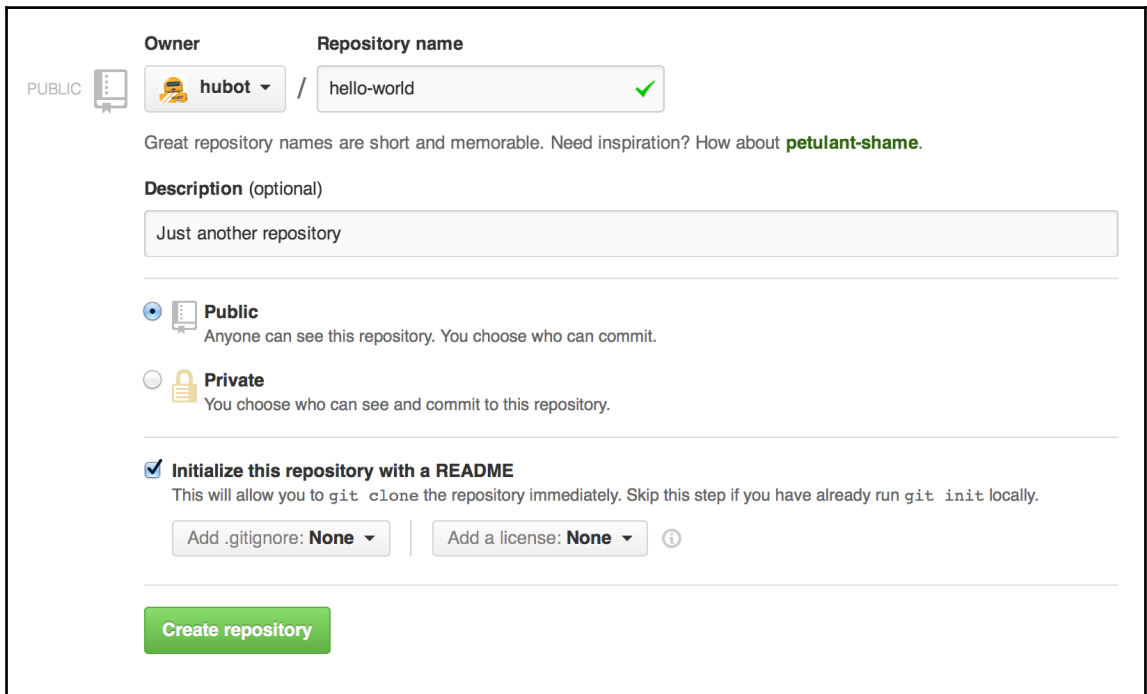 Owner Repository name
PUBLIC hubot / hello-world
Great repository names are short and memorable. Need inspiration? How about petulant-shame.
Description (optional)
Just another repository
Public
Anyone can see this repository. You choose who can commit.
Private
You choose who can see and commit to this repository.
Initialize this repository with a README
This will allow you to git clone the repository immediately. Skip this step if you have already run git init locally.
Add .gitignore: None Add a license: None
Create repository